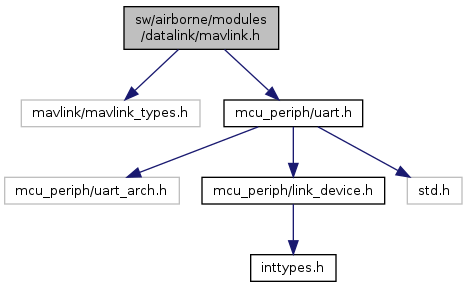 sw/airborne/modules
/datalink/mavlink.h
mavlink/mavlink_types.h
mcu_periph/uart.h
mcu_periph/uart_arch.h
mcu_periph/link_device.h
std.h
inttypes.h